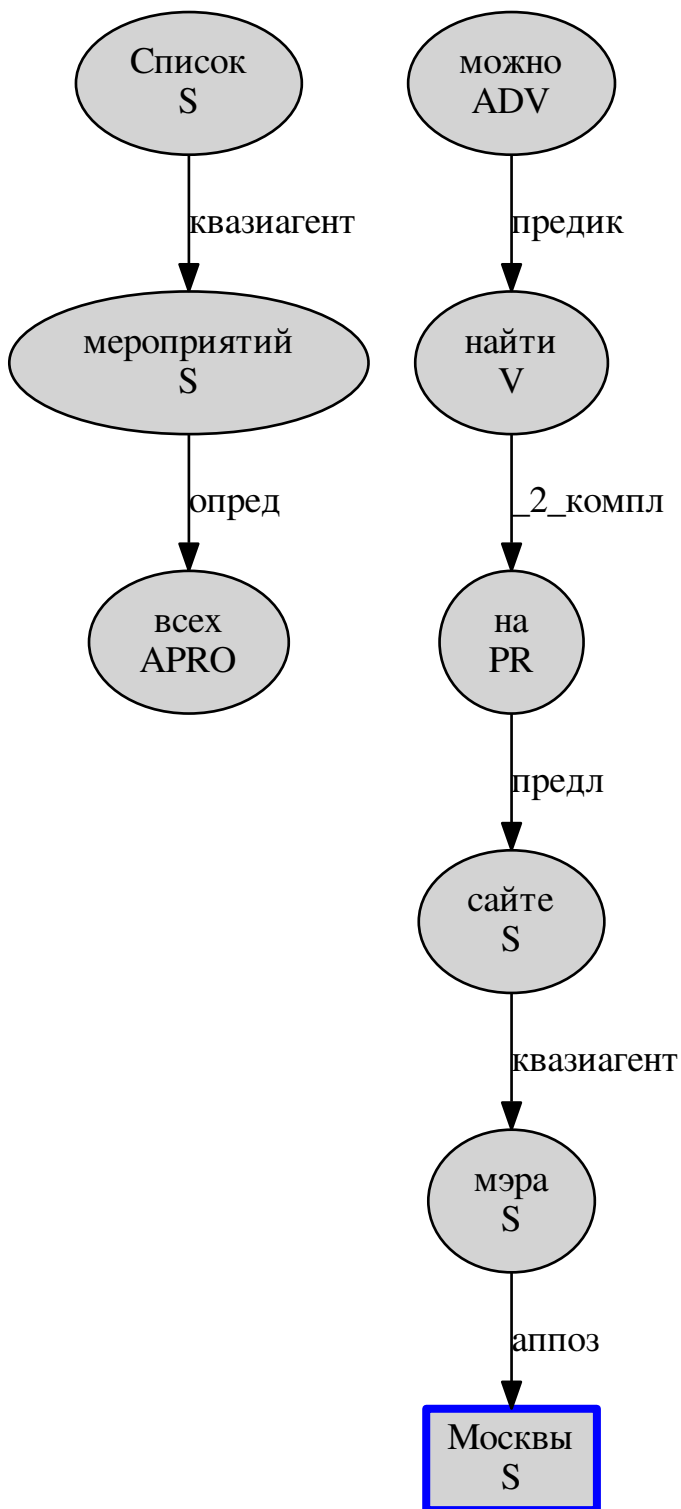 Список
S
можно
ADV
квазиагент
предик
мероприятий
S
найти
V
опред
_2_компл
всех
APRO
на
PR
предл
сайте
S
квазиагент
мэра
S
аппоз
Москвы
S